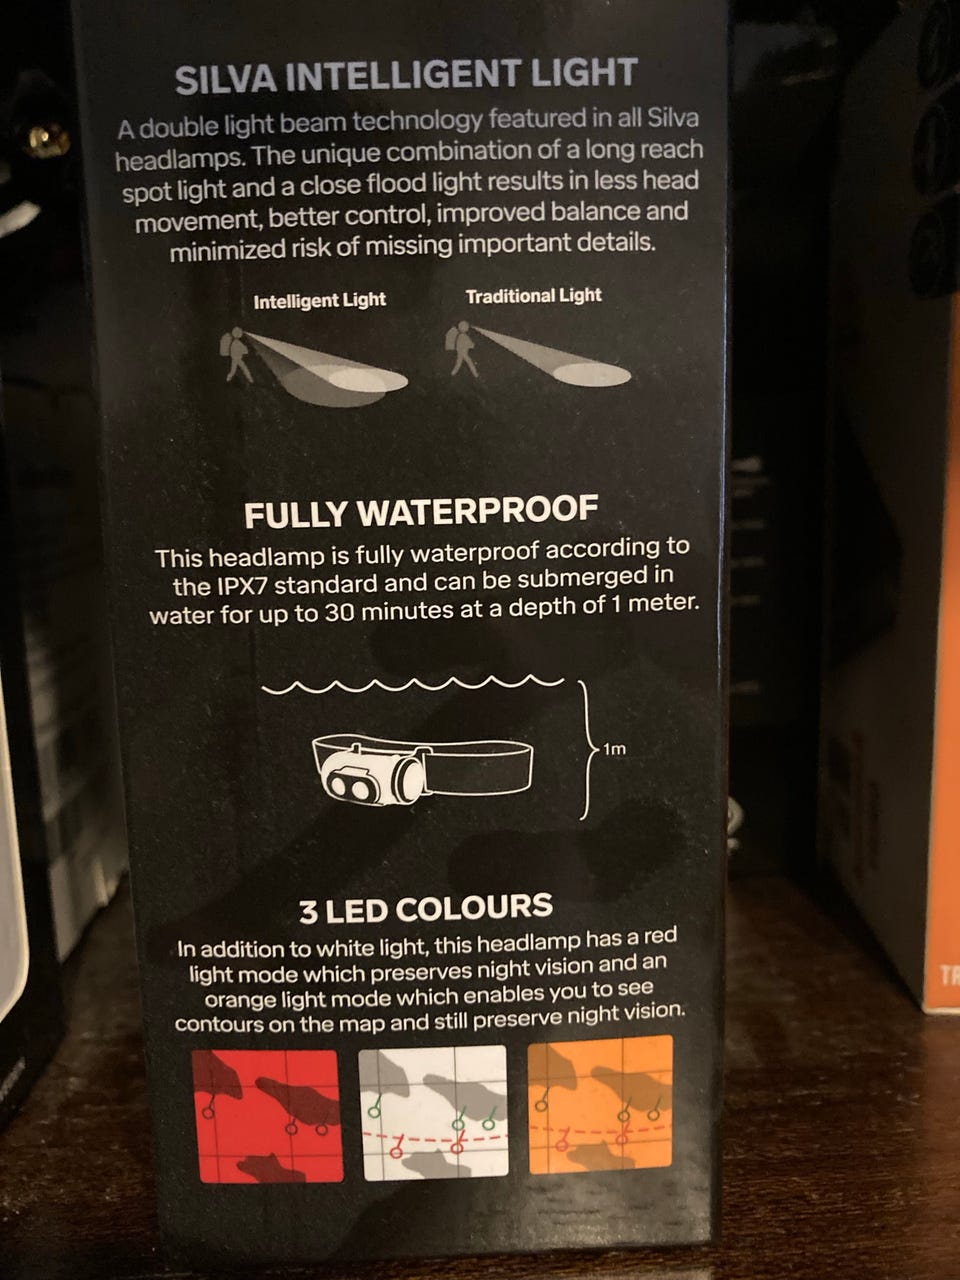 SILVA INTELLIGENT LIGHT
A double light beam technology featured in all Silva
headlamps. The unique combination of a long reach
spot light and a close flood light results in less head
movement, better control, improved balance and
minimized risk of missing important details.
Intelligent Light
Traditional Light
FULLY WATERPROOF
This headlamp is fully waterproof according to
the IPX7 standard and can be submerged in
water for up to 30 minutes at a depth of 1 meter.
1m
3 LED COLOURS
In addition to white light, this headlamp has a red
light mode which preserves night vision and an
orange light mode which enables you to see
contours on the map and still preserve night vision.